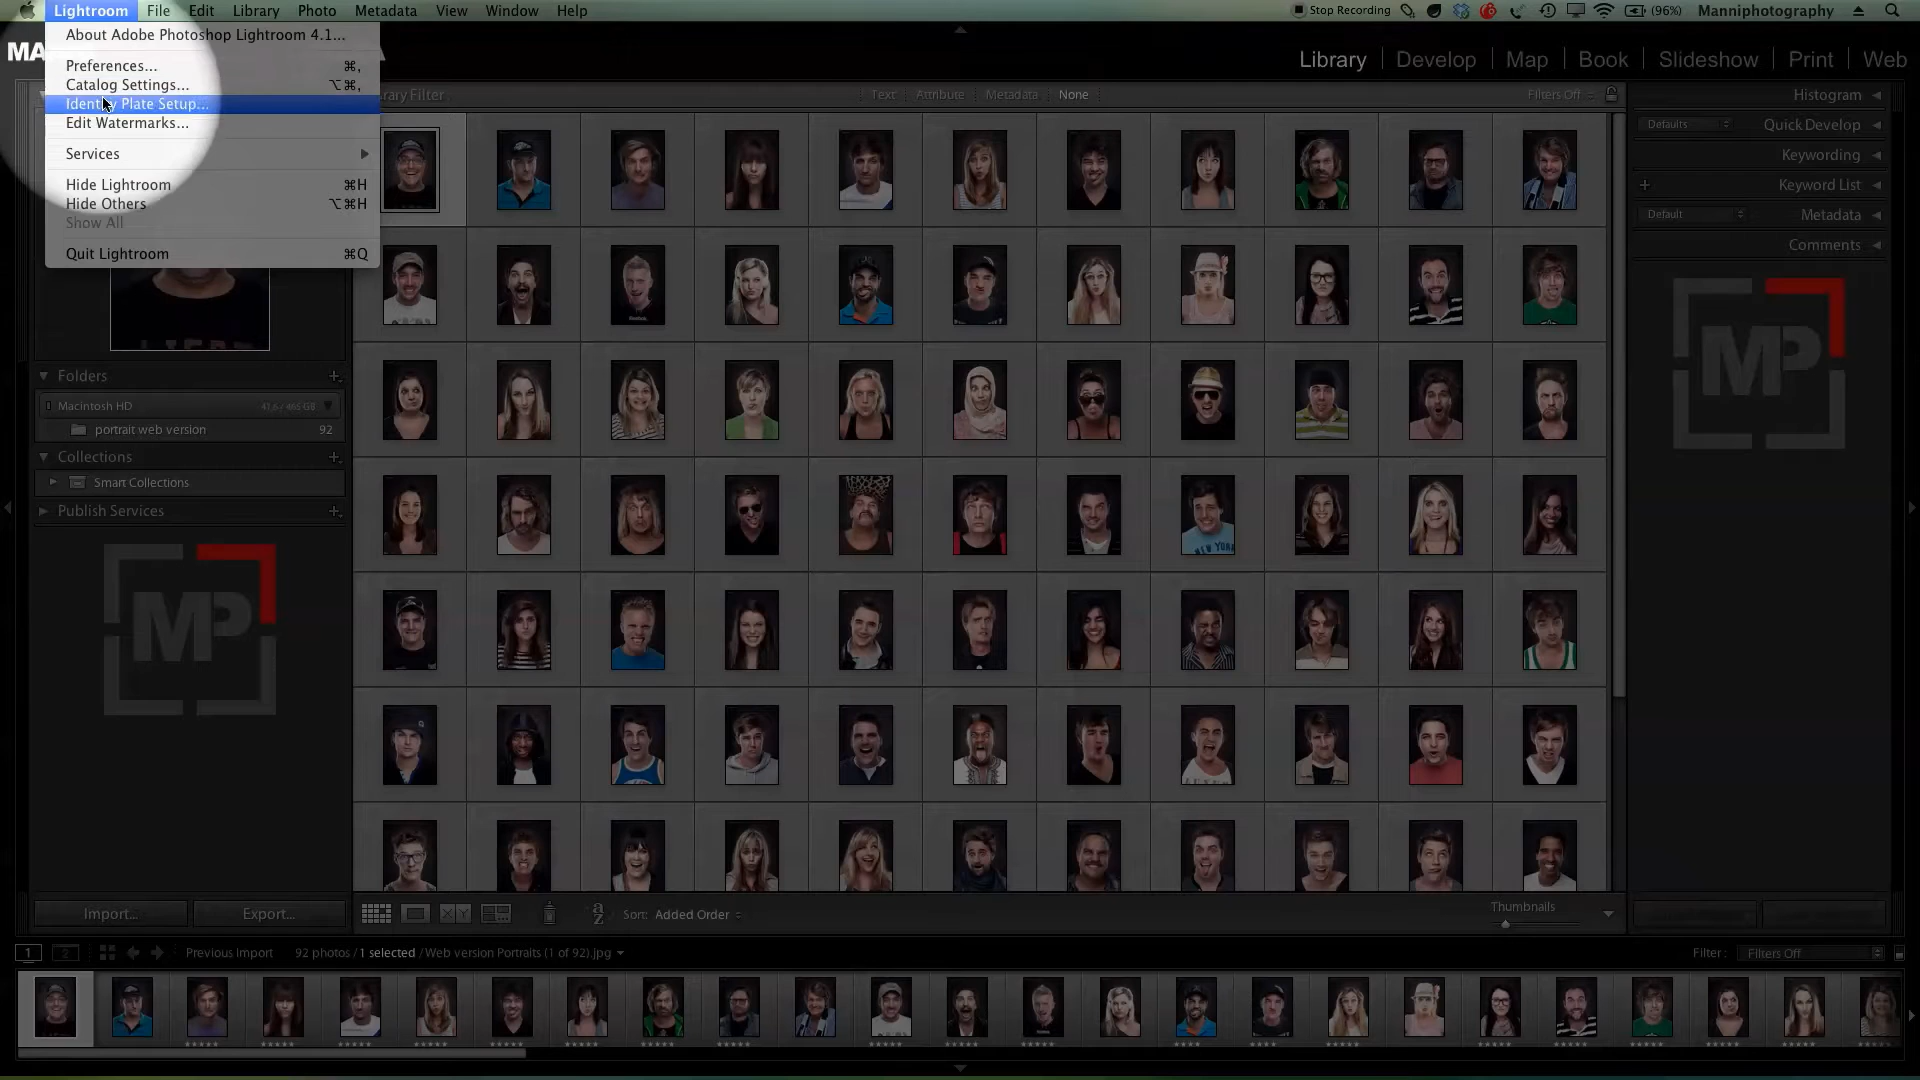 Lightroom File Edit Library Photo Metadata View Window Help Stop Recording (96%) Manniphotography
About Adobe Photoshop Lightroom 4.1...
Preferences... ⌘,
Catalog Settings... ⌥⌘,
Identity Plate Setup...
Edit Watermarks...
Services
Hide Lightroom ⌘H
Hide Others ⌥⌘H
Show All
Quit Lightroom ⌘Q
Library Develop Map Book Slideshow Print Web
Text Attribute Metadata None Filters Off
Histogram
Defaults Quick Develop
Keywording
Keyword List
Default Metadata
Comments
MP
Folders
Macintosh HD
portrait web version 92
Collections
Smart Collections
Publish Services
MP
Import... Export...
Sort: Added Order
Thumbnails
1 2 Previous Import 92 photos / 1 selected / Web version Portraits (1 of 92).jpg Filter : Filters Off